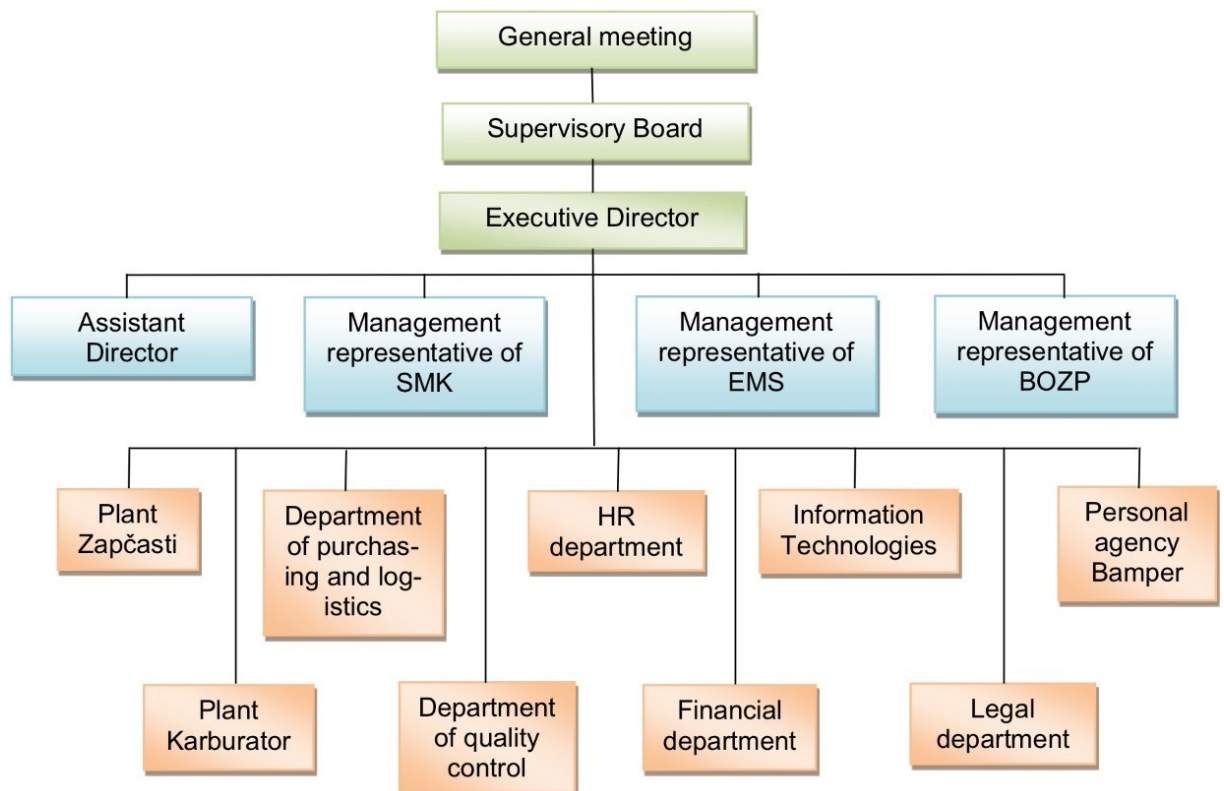 General meeting
Supervisory Board
Executive Director
Assistant
Director
Management
representative of
SMK
Management
representative of
EMS
Management
representative of
BOZP
Plant
Zapčasti
Department
of purchas-
ing and log-
istics
HR
department
Information
Technologies
Personal
agency
Bamper
Plant
Karburator
Department
of quality
control
Financial
department
Legal
department